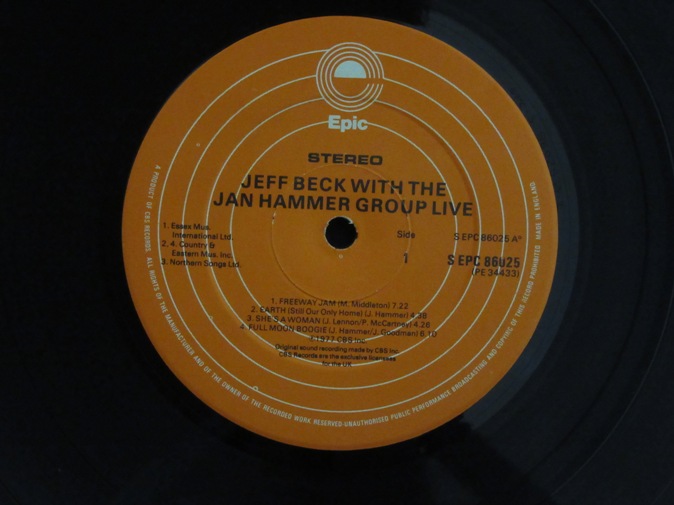 Epic
STEREO
JEFF BECK WITH THE
JAN HAMMER GROUP LIVE
1. Essex Mus.
International Ltd.
2. 4. Country &
Eastern Mus. Inc.
3. Northern Songs Ltd.
Side
1
S EPC 86025 A
S EPC 86025
(PE 34433)
1. FREEWAY JAM (M. Middleton) 7.22
2. EARTH (Still Our Only Home) (J. Hammer) 4.38
3. SHE'S A WOMAN (J. Lennon/P. McCartney) 4.26
4. FULL MOON BOOGIE (J. Hammer/J. Goodman) 6.10
℗ 1977 CBS Inc.
Original sound recording made by CBS Inc.
CBS Records are the exclusive licensees
for the UK
A PRODUCT OF CBS RECORDS. ALL RIGHTS OF THE MANUFACTURER AND OF THE OWNER OF THE RECORDED WORK RESERVED-UNAUTHORISED PUBLIC PERFORMANCE BROADCASTING AND COPYING OF THIS RECORD PROHIBITED MADE IN ENGLAND